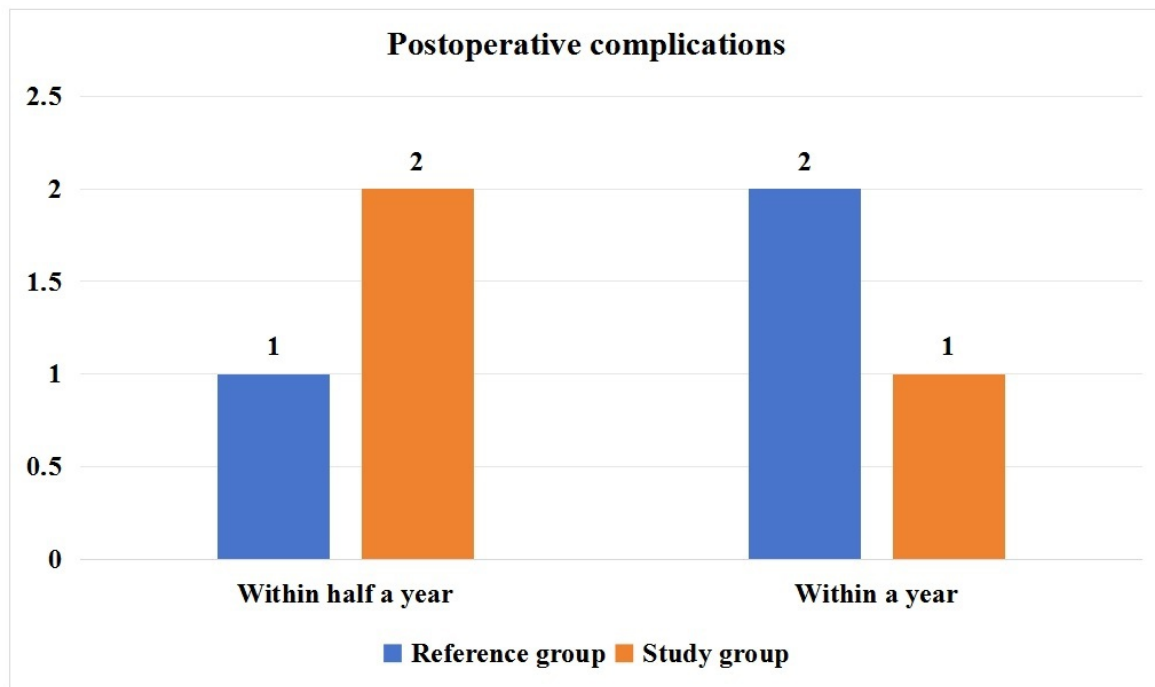 Postoperative complications
2.5
2
1.5
1
0.5
0
1
2
2
1
Within half a year
Within a year
Reference group
Study group